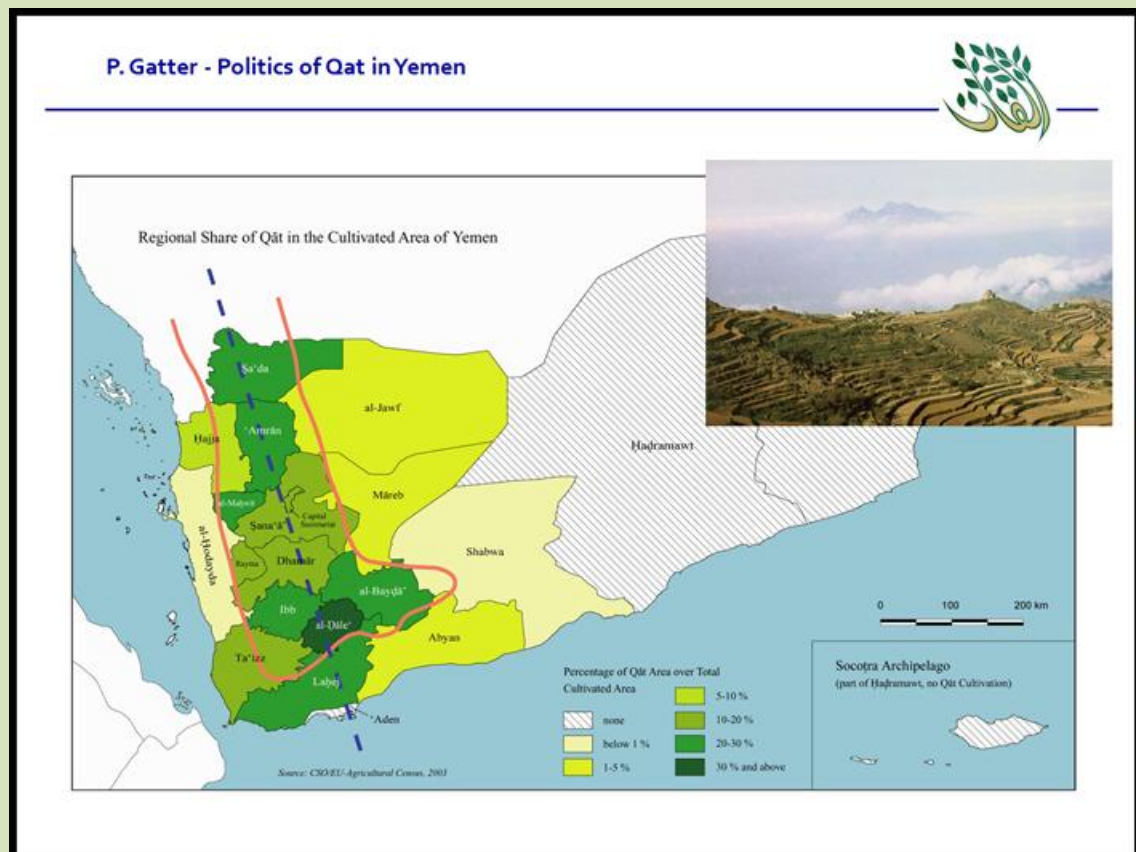 P. Gatter - Politics of Qat in Yemen
القات
Regional Share of Qāt in the Cultivated Area of Yemen
Ṣa‘da
al-Jawf
Ḥajja
‘Amrān
Ḥaḍramawt
Māreb
al-Maḥwīt
Ṣana‘ā’
Capital
Secretariat
al-Ḥodayda
Shabwa
Rayma
Dhamār
al-Bayḍā’
Ibb
al-Ḍāle‘
Abyan
Ta‘izz
Laḥej
‘Aden
0 100 200 km
Percentage of Qāt Area over Total
Cultivated Area
none
below 1 %
1-5 %
5-10 %
10-20 %
20-30 %
30 % and above
Socoṭra Archipelago
(part of Ḥaḍramawt, no Qāt Cultivation)
Source: CSO/EU-Agricultural Census, 2003